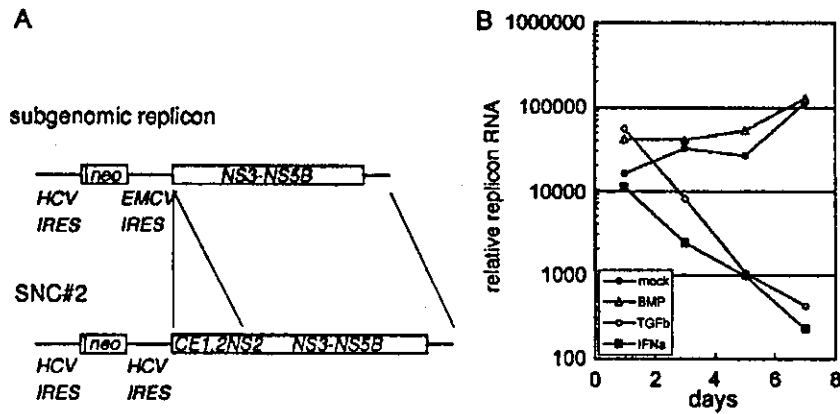 A
subgenomic replicon
neo NS3-NS5B
HCV EMCV
IRES IRES
SNC#2
neo CE1,2NS2 NS3-NS5B
HCV HCV
IRES IRES
B
relative replicon RNA
1000000
100000
10000
1000
100
mock
BMP
TGFb
IFNa
0 2 4 6 8
days